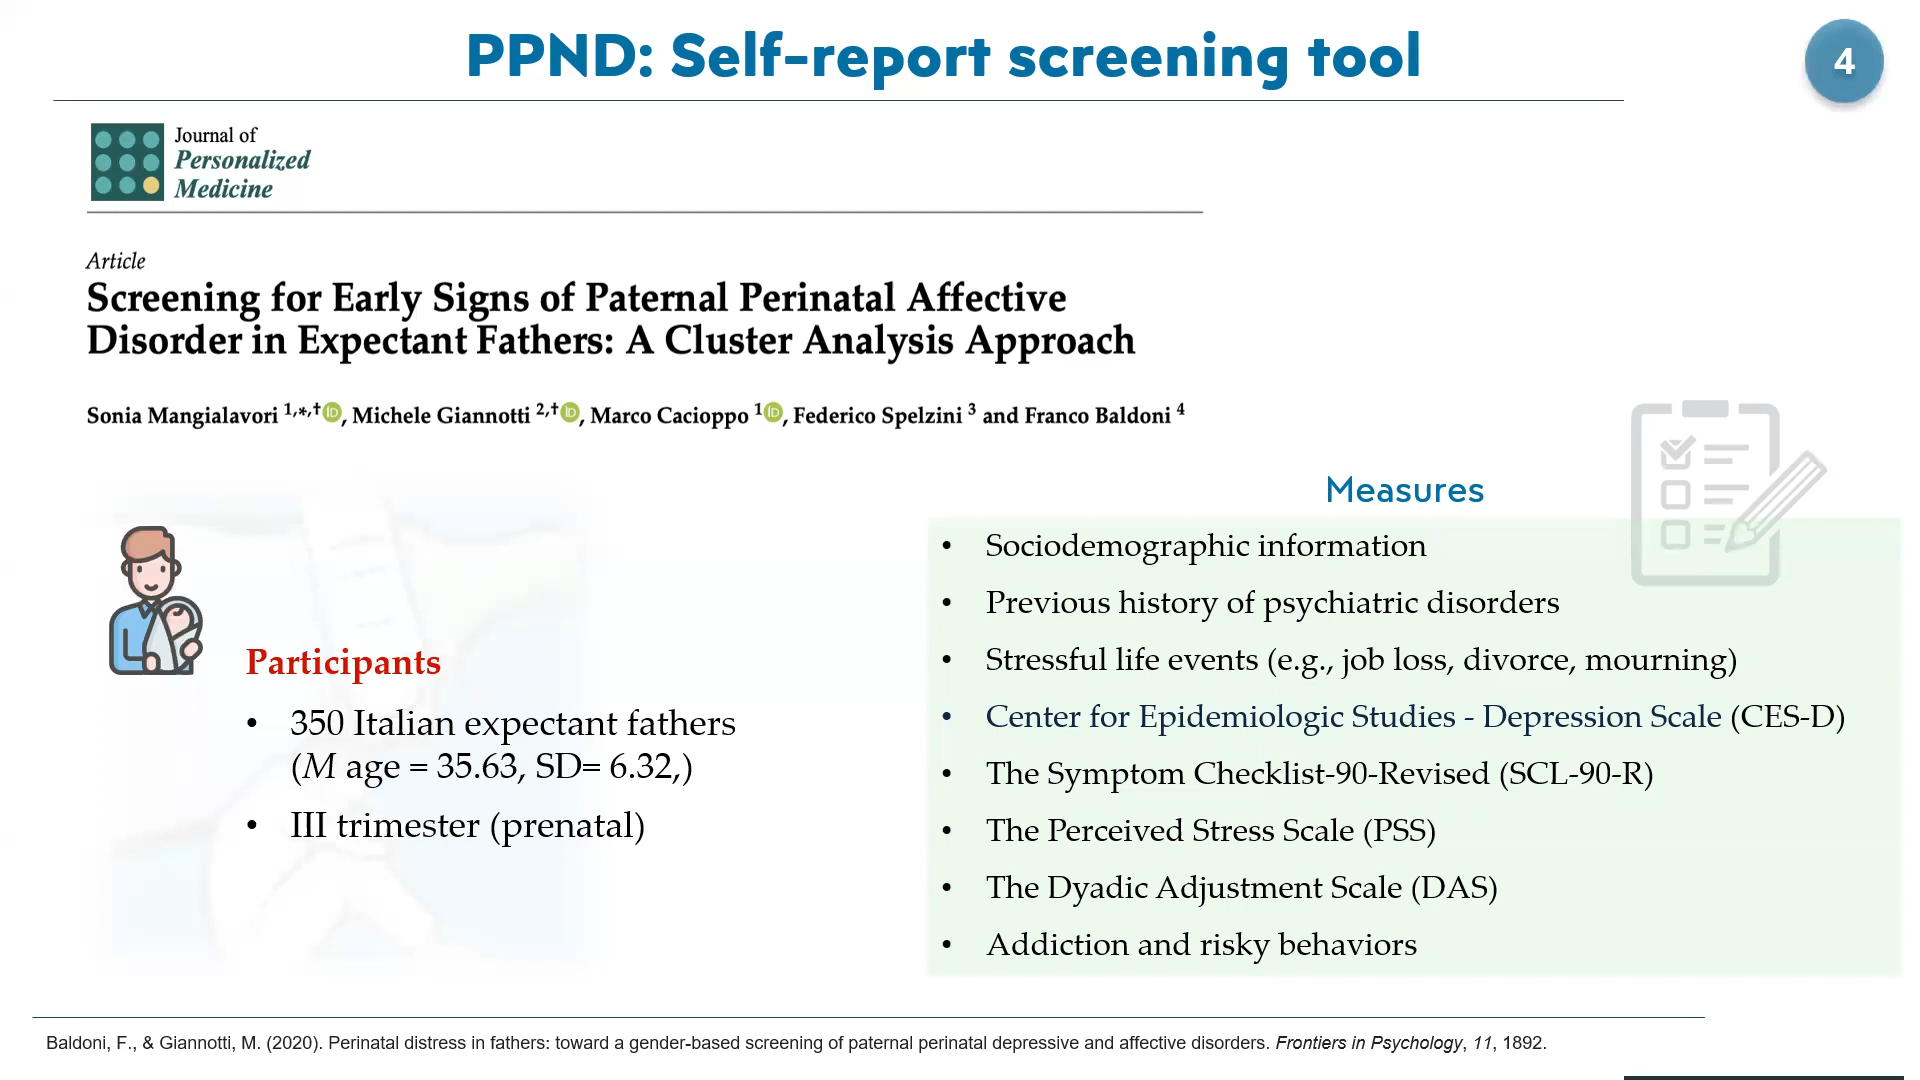 PPND: Self-report screening tool
4
Journal of
Personalized
Medicine
Article
Screening for Early Signs of Paternal Perinatal Affective
Disorder in Expectant Fathers: A Cluster Analysis Approach
Sonia Mangialavori 1,*,† iD, Michele Giannotti 2,† iD, Marco Cacioppo 1 iD, Federico Spelzini 3 and Franco Baldoni 4
Participants
• 350 Italian expectant fathers
(M age = 35.63, SD= 6.32,)
• III trimester (prenatal)
Measures
• Sociodemographic information
• Previous history of psychiatric disorders
• Stressful life events (e.g., job loss, divorce, mourning)
• Center for Epidemiologic Studies - Depression Scale (CES-D)
• The Symptom Checklist-90-Revised (SCL-90-R)
• The Perceived Stress Scale (PSS)
• The Dyadic Adjustment Scale (DAS)
• Addiction and risky behaviors
Baldoni, F., & Giannotti, M. (2020). Perinatal distress in fathers: toward a gender-based screening of paternal perinatal depressive and affective disorders. Frontiers in Psychology, 11, 1892.